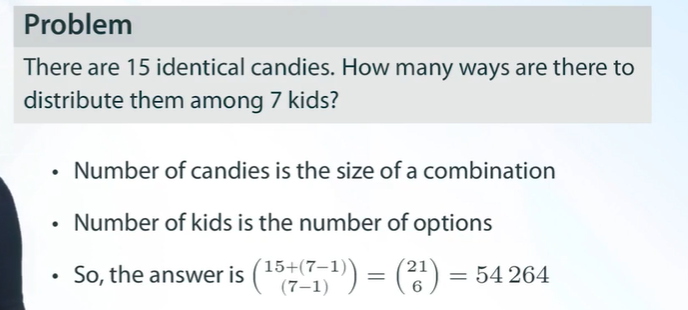 Problem
There are 15 identical candies. How many ways are there to
distribute them among 7 kids?
• Number of candies is the size of a combination
• Number of kids is the number of options
• So, the answer is $\binom{15+(7-1)}{(7-1)} = \binom{21}{6} = 54\,264$